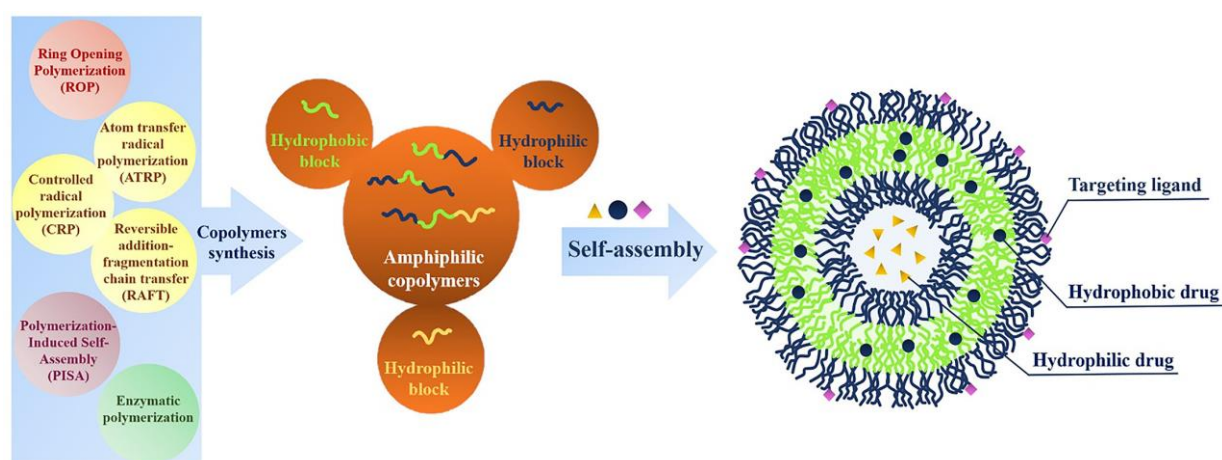 Ring Opening
Polymerization
(ROP)
Atom transfer
radical
polymerization
(ATRP)
Controlled
radical
polymerization
(CRP)
Reversible
addition-
fragmentation
chain transfer
(RAFT)
Polymerization-
Induced Self-
Assembly
(PISA)
Enzymatic
polymerization
Copolymers
synthesis
Hydrophobic
block
Hydrophilic
block
Amphiphilic
copolymers
Hydrophilic
block
Self-assembly
Targeting ligand
Hydrophobic drug
Hydrophilic drug